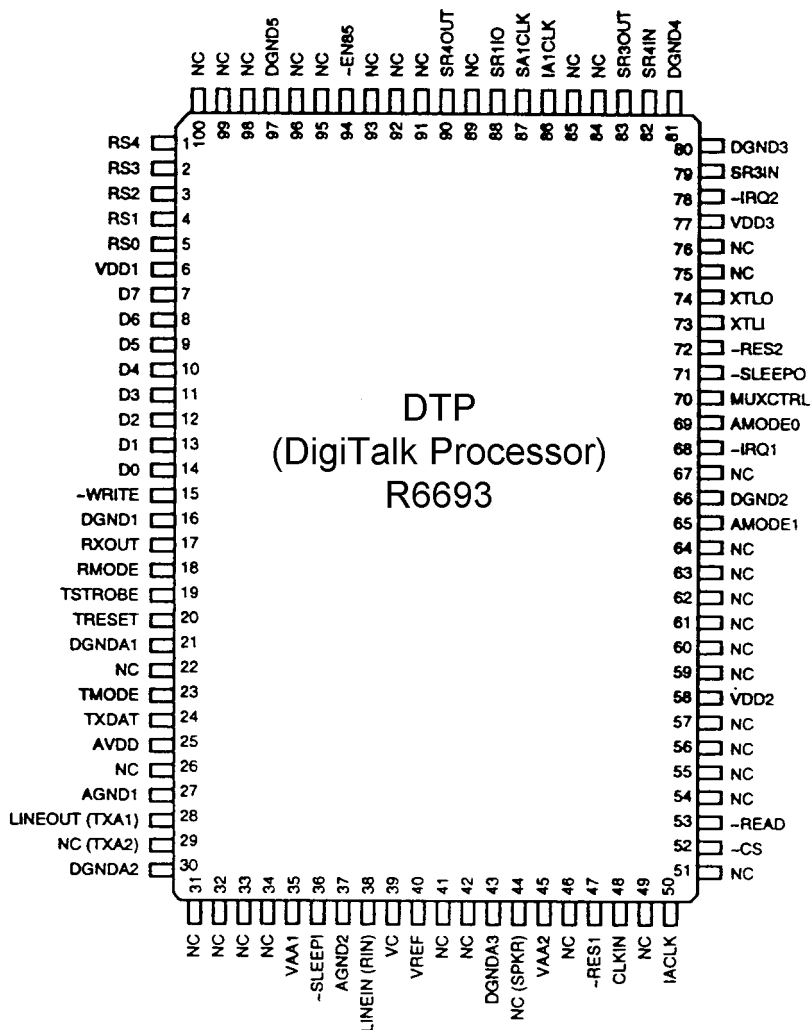 NC NC NC DGND5 NC NC ~EN85 NC NC NC SR4OUT NC SR1IO SA1CLK IA1CLK NC NC SR3OUT SR4IN DGND4
100 99 98 97 96 95 94 93 92 91 90 89 88 87 86 85 84 83 82 81
RS4 1
RS3 2
RS2 3
RS1 4
RS0 5
VDD1 6
D7 7
D6 8
D5 9
D4 10
D3 11
D2 12
D1 13
D0 14
~WRITE 15
DGND1 16
RXOUT 17
RMODE 18
TSTROBE 19
TRESET 20
DGNDA1 21
NC 22
TMODE 23
TXDAT 24
AVDD 25
NC 26
AGND1 27
LINEOUT (TXA1) 28
NC (TXA2) 29
DGNDA2 30
DTP
(DigiTalk Processor)
R6693
80 DGND3
79 SR3IN
78 ~IRQ2
77 VDD3
76 NC
75 NC
74 XTLO
73 XTLI
72 ~RES2
71 ~SLEEPO
70 MUXCTRL
69 AMODE0
68 ~IRQ1
67 NC
66 DGND2
65 AMODE1
64 NC
63 NC
62 NC
61 NC
60 NC
59 NC
58 VDD2
57 NC
56 NC
55 NC
54 NC
53 ~READ
52 ~CS
51 NC
31 32 33 34 35 36 37 38 39 40 41 42 43 44 45 46 47 48 49 50
NC NC NC NC VAA1 ~SLEEPI AGND2 LINEIN (RIN) VC VREF NC NC DGNDA3 NC (SPKR) VAA2 NC ~RES1 CLKIN NC IACLK